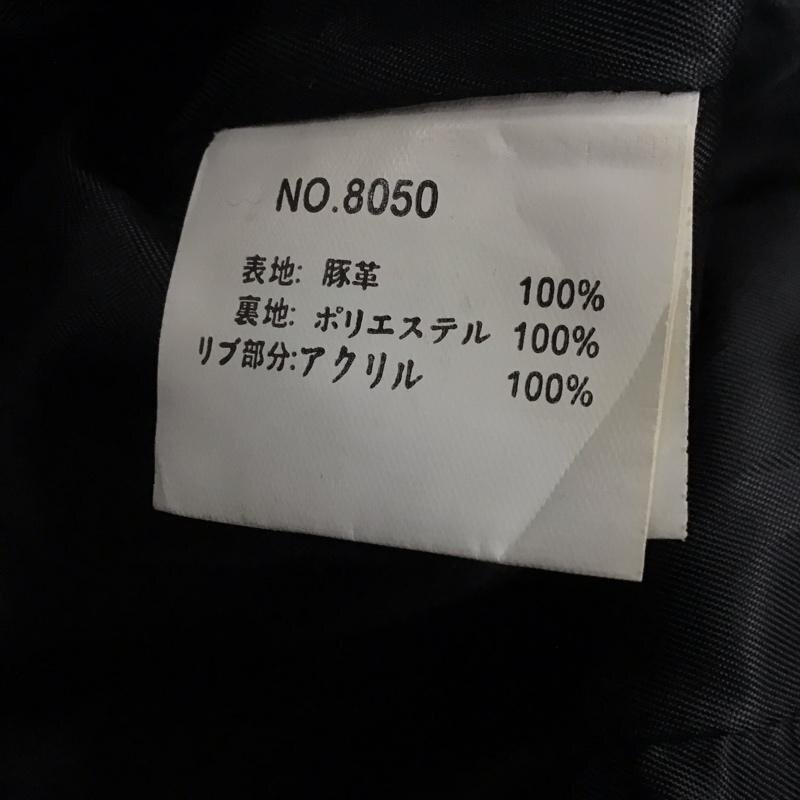 NO.8050
表地: 豚革 100%
裏地: ポリエステル 100%
リブ部分:アクリル 100%